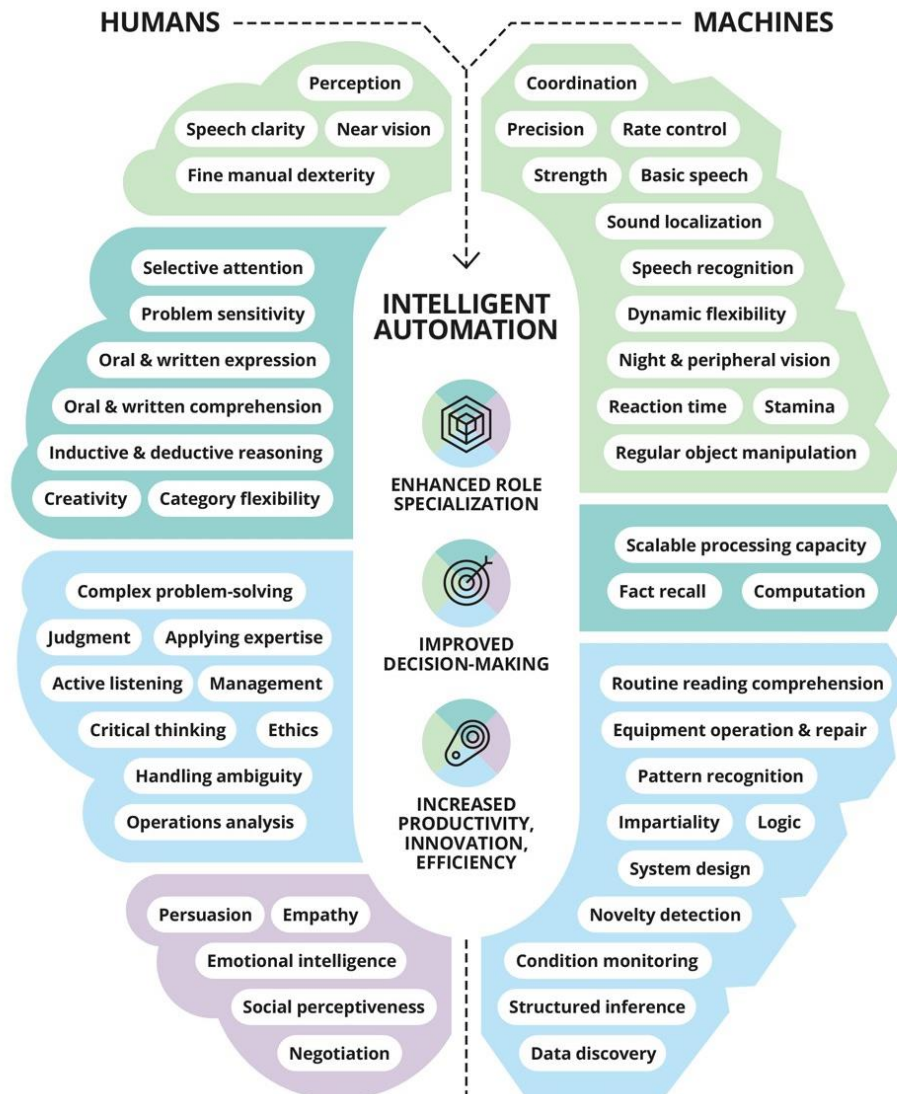 HUMANS
MACHINES
Perception
Speech clarity
Near vision
Fine manual dexterity
Selective attention
Problem sensitivity
Oral & written expression
Oral & written comprehension
Inductive & deductive reasoning
Creativity
Category flexibility
Complex problem-solving
Judgment
Applying expertise
Active listening
Management
Critical thinking
Ethics
Handling ambiguity
Operations analysis
Persuasion
Empathy
Emotional intelligence
Social perceptiveness
Negotiation
INTELLIGENT
AUTOMATION
ENHANCED ROLE
SPECIALIZATION
IMPROVED
DECISION-MAKING
INCREASED
PRODUCTIVITY,
INNOVATION,
EFFICIENCY
Coordination
Precision
Rate control
Strength
Basic speech
Sound localization
Speech recognition
Dynamic flexibility
Night & peripheral vision
Reaction time
Stamina
Regular object manipulation
Scalable processing capacity
Fact recall
Computation
Routine reading comprehension
Equipment operation & repair
Pattern recognition
Impartiality
Logic
System design
Novelty detection
Condition monitoring
Structured inference
Data discovery